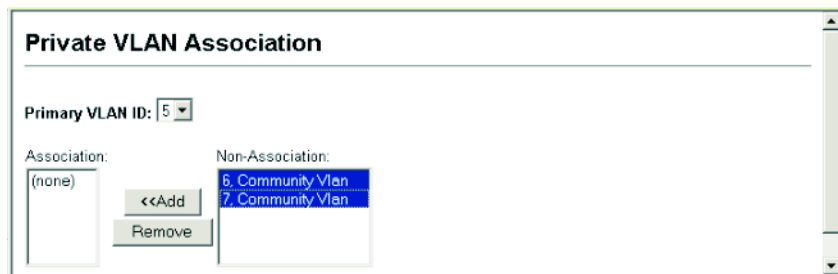 Private VLAN Association
Primary VLAN ID: 5
Association:
Non-Association:
(none)
6, Community Vlan
7, Community Vlan
<<Add
Remove